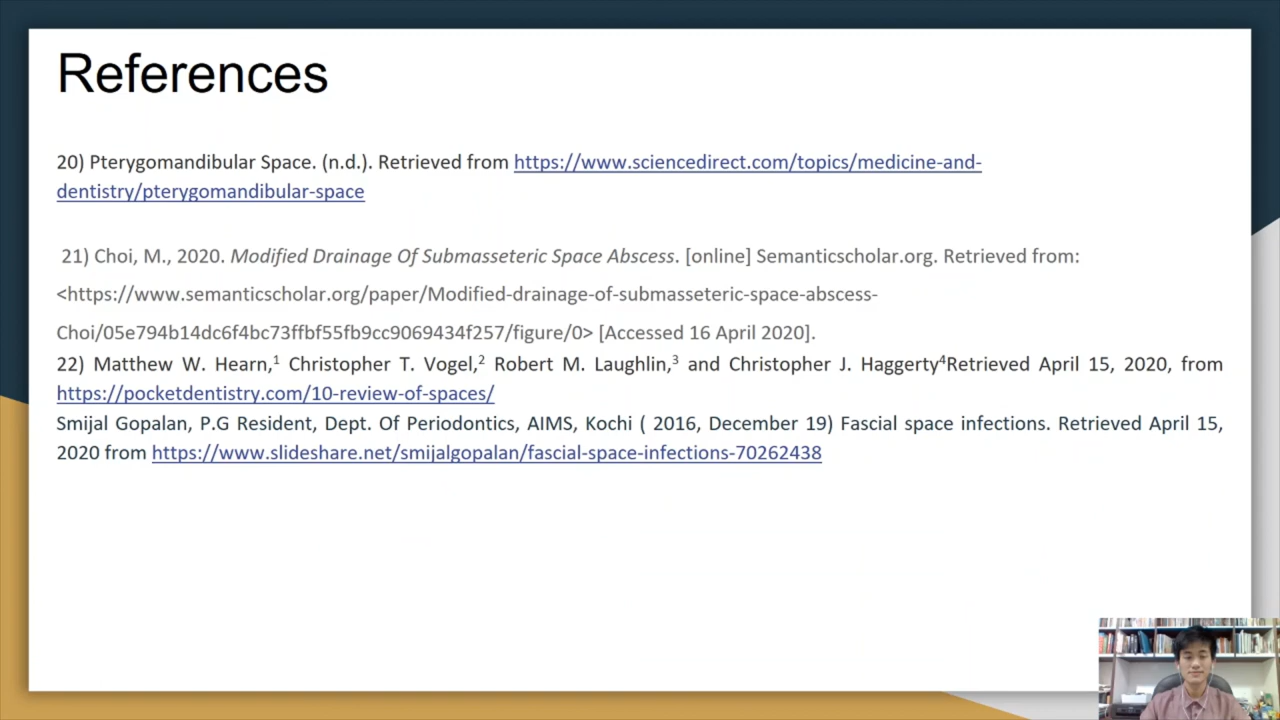 References
20) Pterygomandibular Space. (n.d.). Retrieved from https://www.sciencedirect.com/topics/medicine-and-
dentistry/pterygomandibular-space
21) Choi, M., 2020. Modified Drainage Of Submasseteric Space Abscess. [online] Semanticscholar.org. Retrieved from:
<https://www.semanticscholar.org/paper/Modified-drainage-of-submasseteric-space-abscess-
Choi/05e794b14dc6f4bc73ffbf55fb9cc9069434f257/figure/0> [Accessed 16 April 2020].
22) Matthew W. Hearn,¹ Christopher T. Vogel,² Robert M. Laughlin,³ and Christopher J. Haggerty⁴Retrieved April 15, 2020, from
https://pocketdentistry.com/10-review-of-spaces/
Smijal Gopalan, P.G Resident, Dept. Of Periodontics, AIMS, Kochi ( 2016, December 19) Fascial space infections. Retrieved April 15,
2020 from https://www.slideshare.net/smijalgopalan/fascial-space-infections-70262438